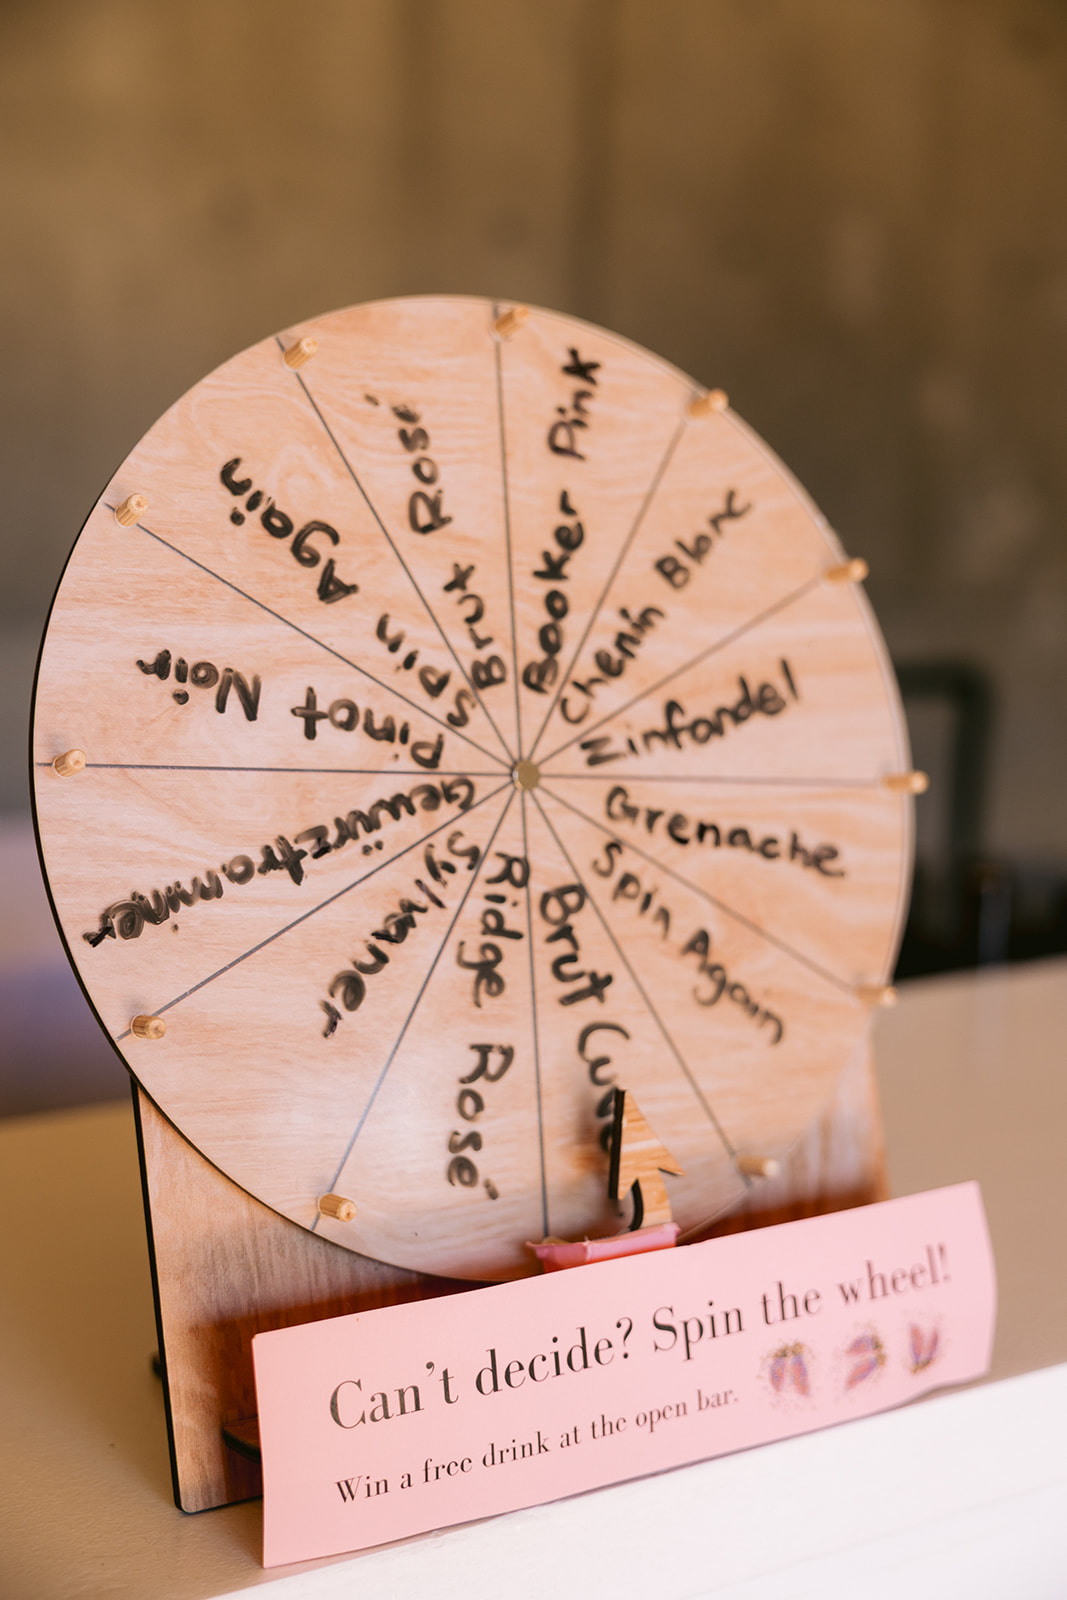 Booker Pink
Chenin Blanc
Zinfandel
Grenache
Spin Again
Brut
Ridge Rosé
Sylvaner
Gewürztraminer
Pinot Noir
Spin Again
Brut Rosé
Can't decide? Spin the wheel!
Win a free drink at the open bar.